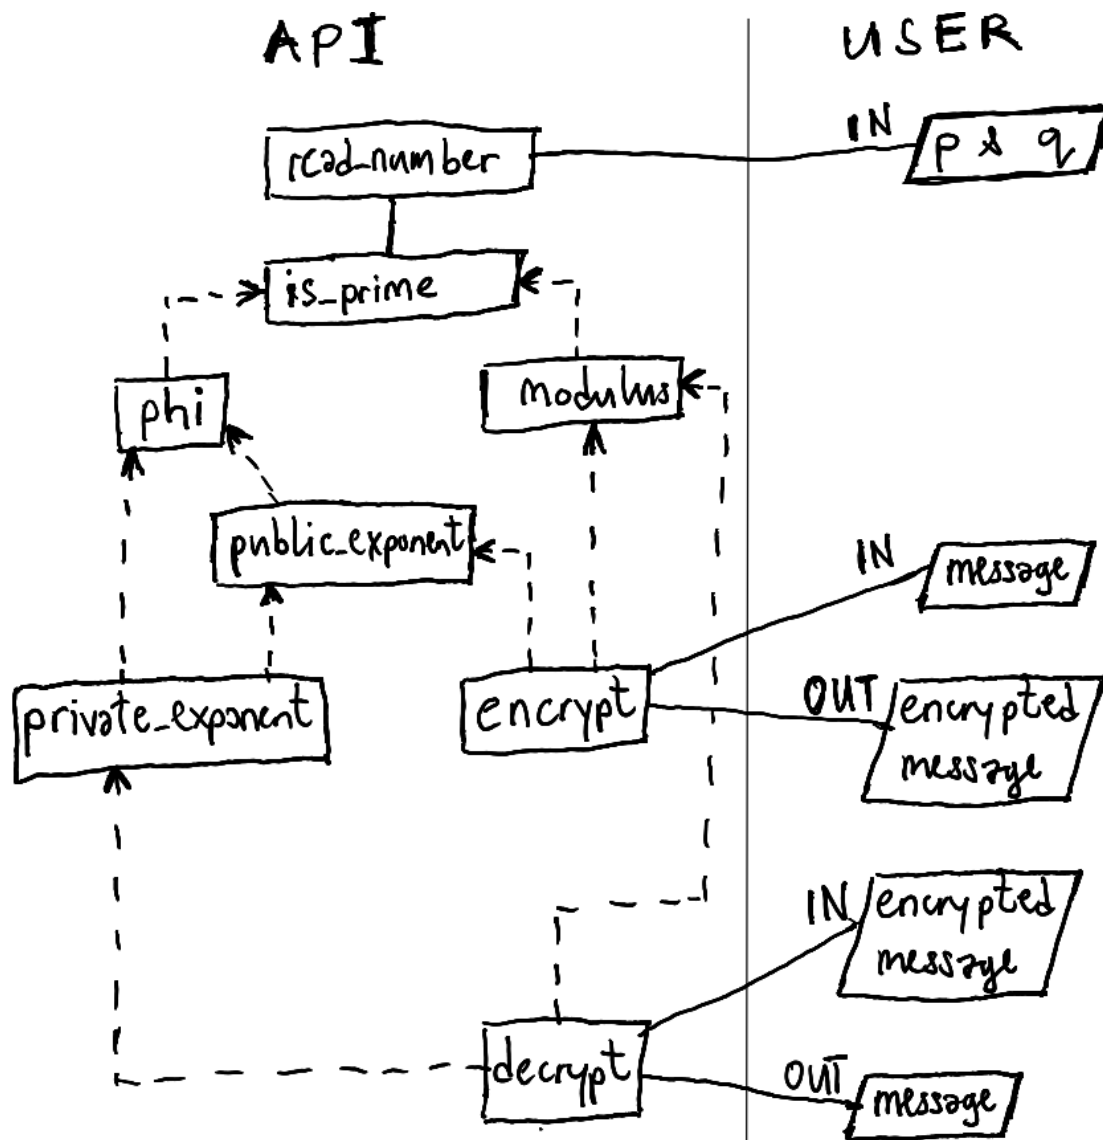 API
USER
read_number
IN
p & q
is_prime
phi
modulus
public_exponent
IN
message
private_exponent
encrypt
OUT
encrypted
message
IN
encrypted
message
decrypt
OUT
message